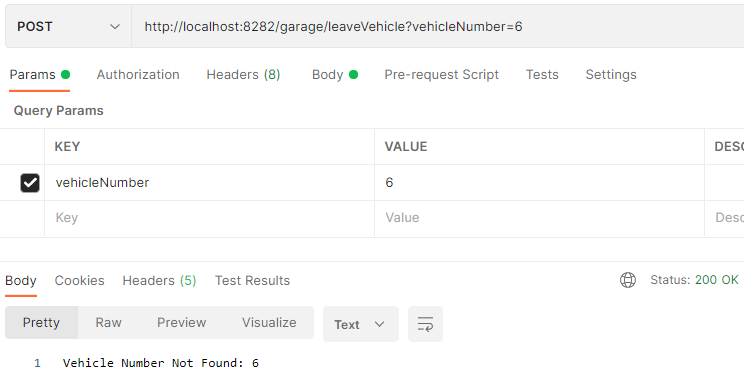 POST http://localhost:8282/garage/leaveVehicle?vehicleNumber=6
Params Authorization Headers (8) Body Pre-request Script Tests Settings
Query Params
KEY VALUE DESC
vehicleNumber 6
Key Value Desc
Body Cookies Headers (5) Test Results Status: 200 OK
Pretty Raw Preview Visualize Text
1 Vehicle Number Not Found: 6